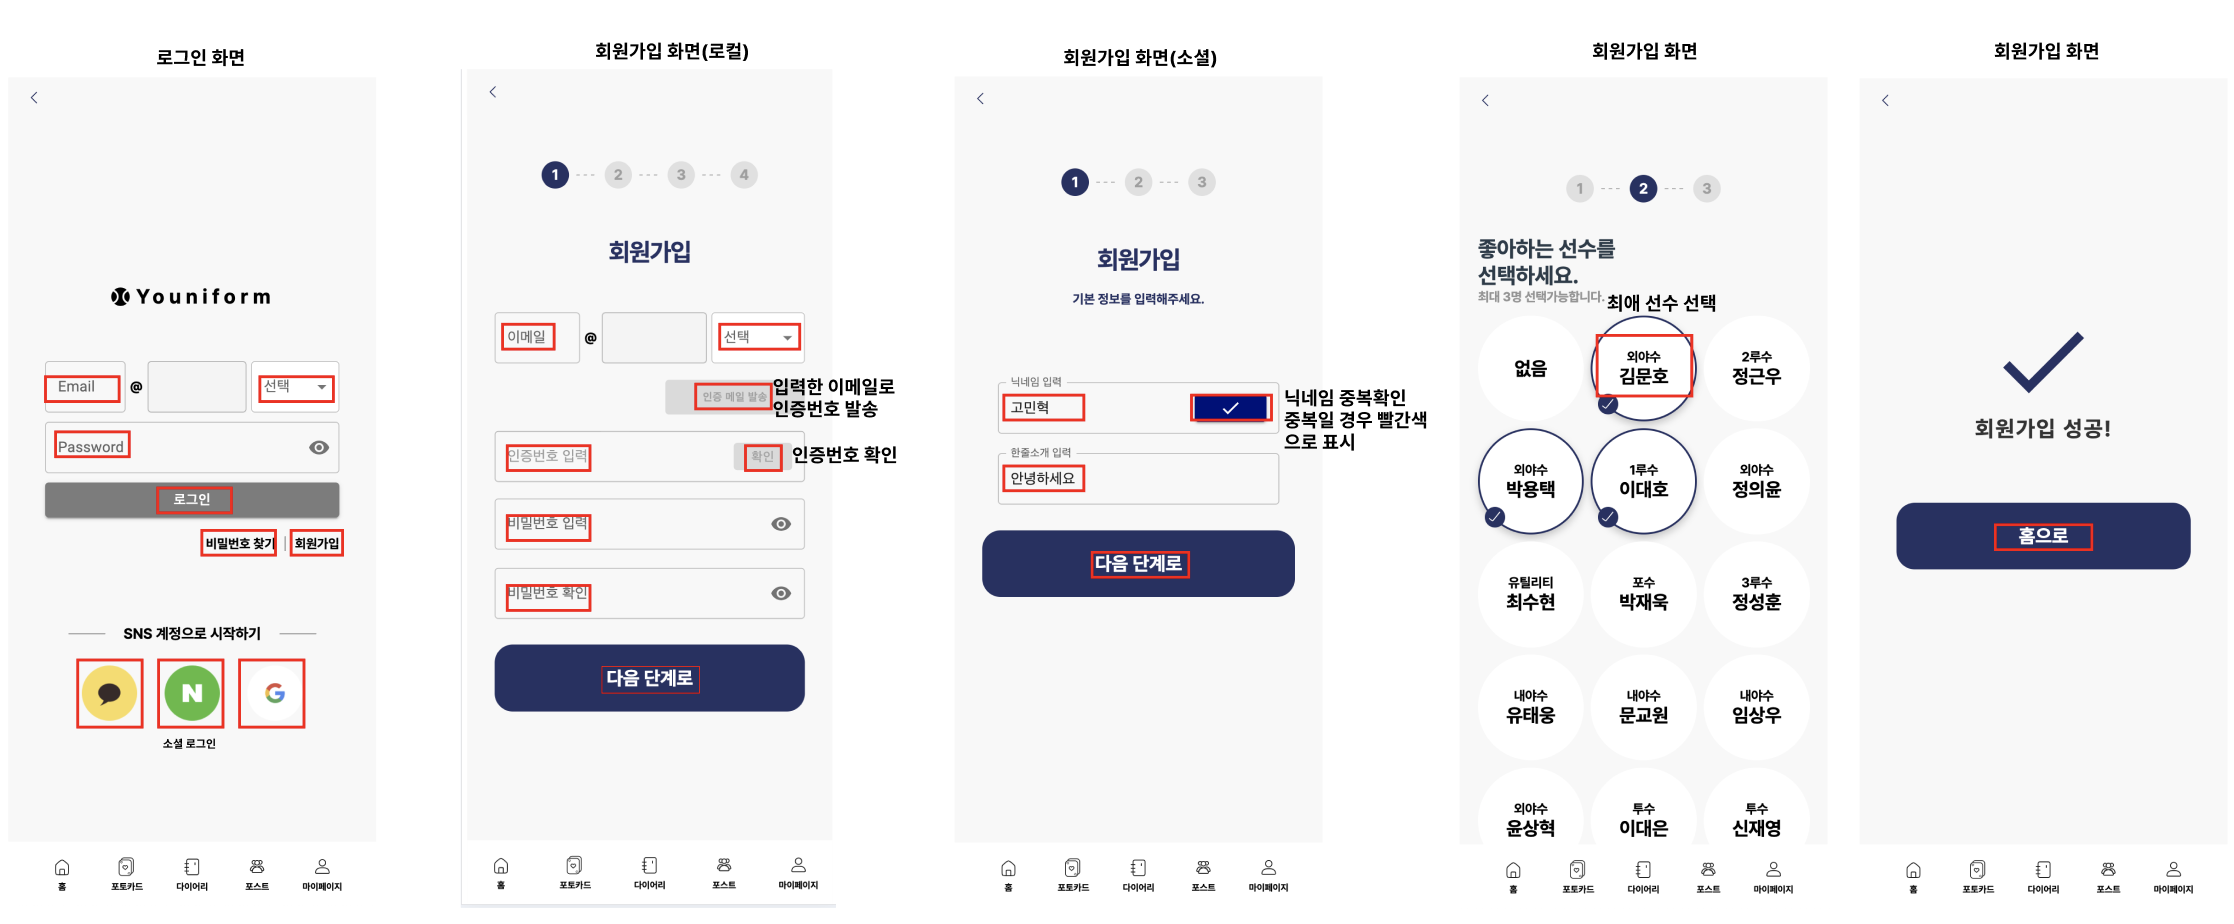 로그인 화면
Youniform
Email
@
선택
Password
로그인
비밀번호 찾기 | 회원가입
SNS 계정으로 시작하기
N
G
소셜 로그인
홈
포토카드
다이어리
포스트
마이페이지
회원가입 화면(로컬)
1
2
3
4
회원가입
이메일
@
선택
인증 메일 발송
입력한 이메일로
인증번호 발송
인증번호 입력
확인
인증번호 확인
비밀번호 입력
비밀번호 확인
다음 단계로
홈
포토카드
다이어리
포스트
마이페이지
회원가입 화면(소셜)
1
2
3
회원가입
기본 정보를 입력해주세요.
닉네임 입력
고민혁
닉네임 중복확인
중복일 경우 빨간색
으로 표시
한줄소개 입력
안녕하세요
다음 단계로
홈
포토카드
다이어리
포스트
마이페이지
회원가입 화면
1
2
3
좋아하는 선수를
선택하세요.
최대 3명 선택가능합니다.
최애 선수 선택
없음
외야수
김문호
2루수
정근우
외야수
박용택
1루수
이대호
외야수
정의윤
유틸리티
최수현
포수
박재욱
3루수
정성훈
내야수
유태웅
내야수
문교원
내야수
임상우
외야수
윤상혁
투수
이대은
투수
신재영
홈
포토카드
다이어리
포스트
마이페이지
회원가입 화면
회원가입 성공!
홈으로
홈
포토카드
다이어리
포스트
마이페이지